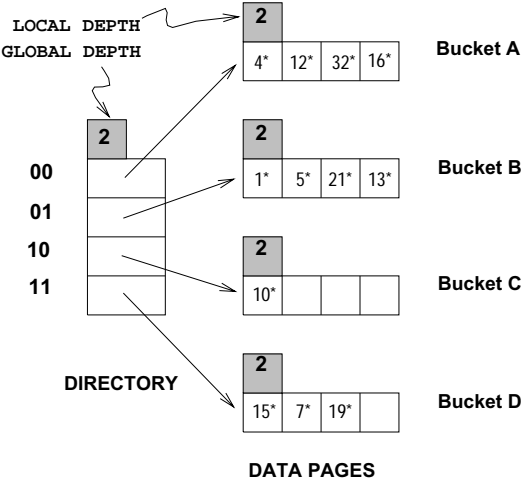 LOCAL DEPTH
GLOBAL DEPTH
2
4* 12* 32* 16*
Bucket A
2
00
01
10
11
2
1* 5* 21* 13*
Bucket B
2
10*
Bucket C
2
15* 7* 19*
Bucket D
DIRECTORY
DATA PAGES